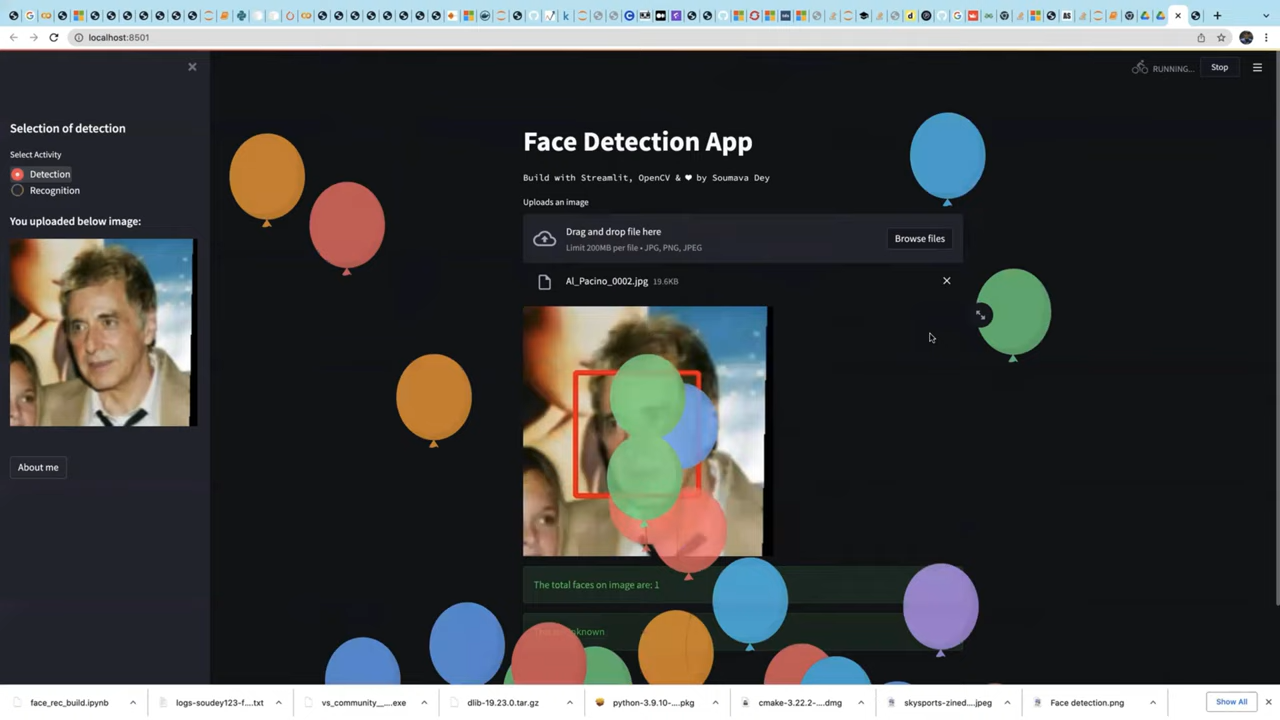 localhost:8501
RUNNING...
Stop
Selection of detection
Select Activity
Detection
Recognition
You uploaded below image:
About me
Face Detection App
Build with Streamlit, OpenCV & ❤ by Soumava Dey
Uploads an image
Drag and drop file here
Limit 200MB per file • JPG, PNG, JPEG
Browse files
Al_Pacino_0002.jpg 19.6KB
The total faces on image are: 1
face_rec_build.ipynb
logs-soudey123-f....txt
vs_community__....exe
dlib-19.23.0.tar.gz
python-3.9.10-....pkg
cmake-3.22.2-...dmg
skysports-zined....jpeg
Face detection.png
Show All